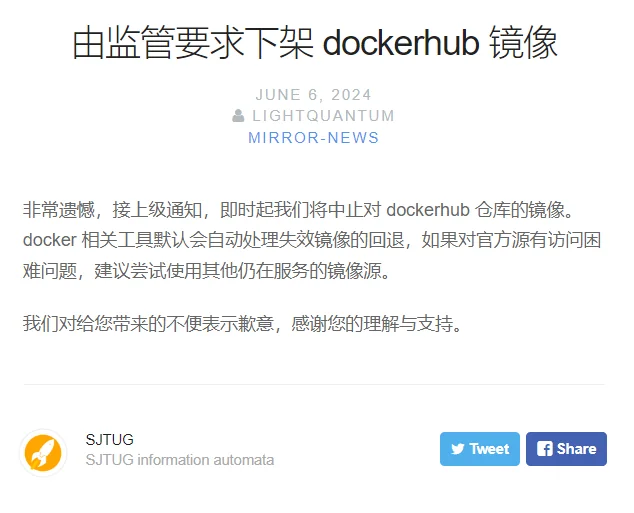 由监管要求下架 dockerhub 镜像
JUNE 6, 2024
LIGHTQUANTUM
MIRROR-NEWS
非常遗憾，接上级通知，即时起我们将中止对 dockerhub 仓库的镜像。
docker 相关工具默认会自动处理失效镜像的回退，如果对官方源有访问困
难问题，建议尝试使用其他仍在服务的镜像源。
我们对给您带来的不便表示歉意，感谢您的理解与支持。
SJTUG
SJTUG information automata
Tweet
Share